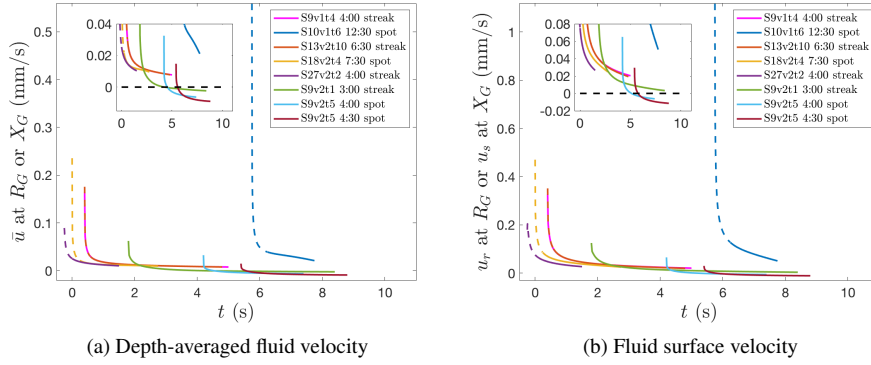 S9v1t4 4:00 streak
S10v1t6 12:30 spot
S13v2t10 6:30 streak
S18v2t4 7:30 spot
S27v2t2 4:00 streak
S9v2t1 3:00 streak
S9v2t5 4:00 spot
S9v2t5 4:30 spot
0.04
0.02
0
0 5 10
0.5
0.4
0.3
0.2
0.1
0
0 2 4 6 8 10
ū at R_G or X_G (mm/s)
t (s)
(a) Depth-averaged fluid velocity
S9v1t4 4:00 streak
S10v1t6 12:30 spot
S13v2t10 6:30 streak
S18v2t4 7:30 spot
S27v2t2 4:00 streak
S9v2t1 3:00 streak
S9v2t5 4:00 spot
S9v2t5 4:30 spot
0.08
0.06
0.04
0.02
0
-0.02
0 5 10
1
0.8
0.6
0.4
0.2
0
0 2 4 6 8 10
u_r at R_G or u_s at X_G (mm/s)
t (s)
(b) Fluid surface velocity